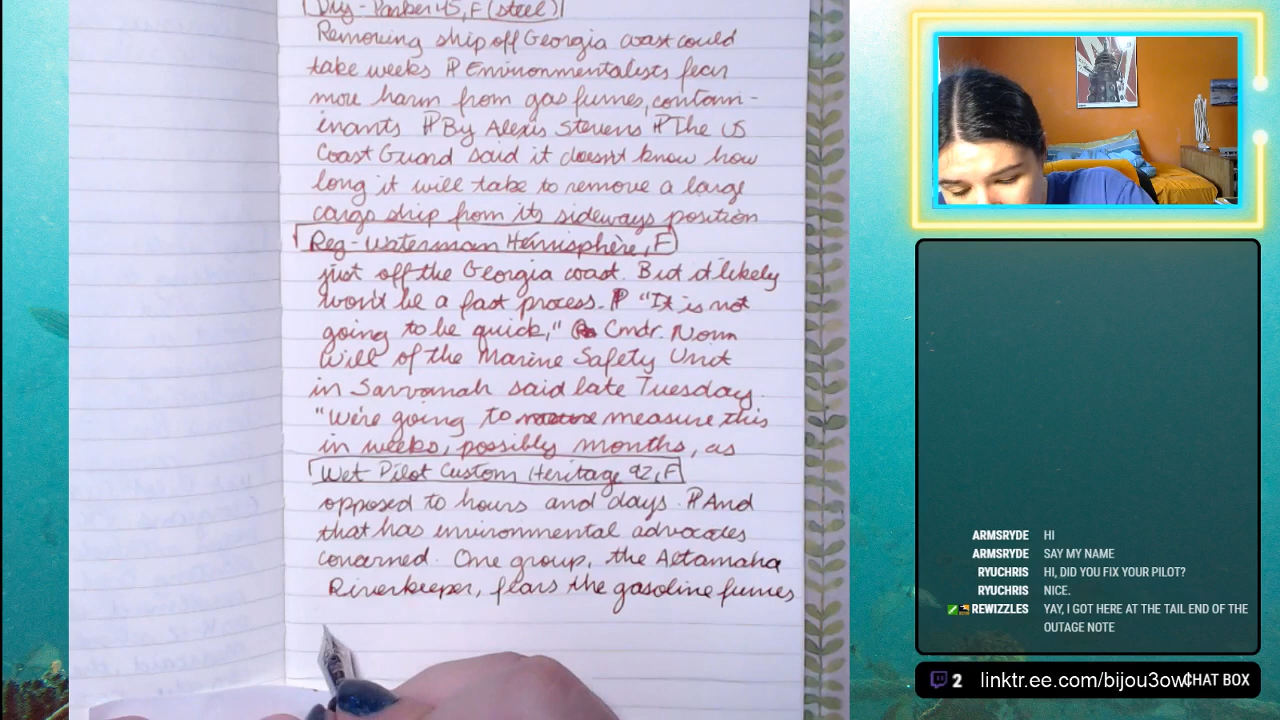 Dry - Parker 45, F (steel)
Removing ship off Georgia coast could
take weeks ¶ Environmentalists fear
more harm from gas fumes, contam-
inants ¶ By Alexis Stevens ¶ The US
Coast Guard said it doesn't know how
long it will take to remove a large
cargo ship from its sideways position
Reg - Waterman Hémisphère, F
just off the Georgia coast. But it likely
won't be a fast process. ¶ "It is not
going to be quick," Cmdr. Norm
Will of the Marine Safety Unit
in Savvanah said late Tuesday.
"We're going to measure this
in weeks, possibly months, as
Wet Pilot Custom Heritage 92, F
opposed to hours and days. ¶ And
that has environmental advocates
concerned. One group, the Altamaha
Riverkeeper, fears the gasoline fumes
ARMSRYDE HI
ARMSRYDE SAY MY NAME
RYUCHRIS HI, DID YOU FIX YOUR PILOT?
RYUCHRIS NICE.
REWIZZLES YAY, I GOT HERE AT THE TAIL END OF THE
OUTAGE NOTE
2 linktr.ee.com/bijou3owl CHAT BOX